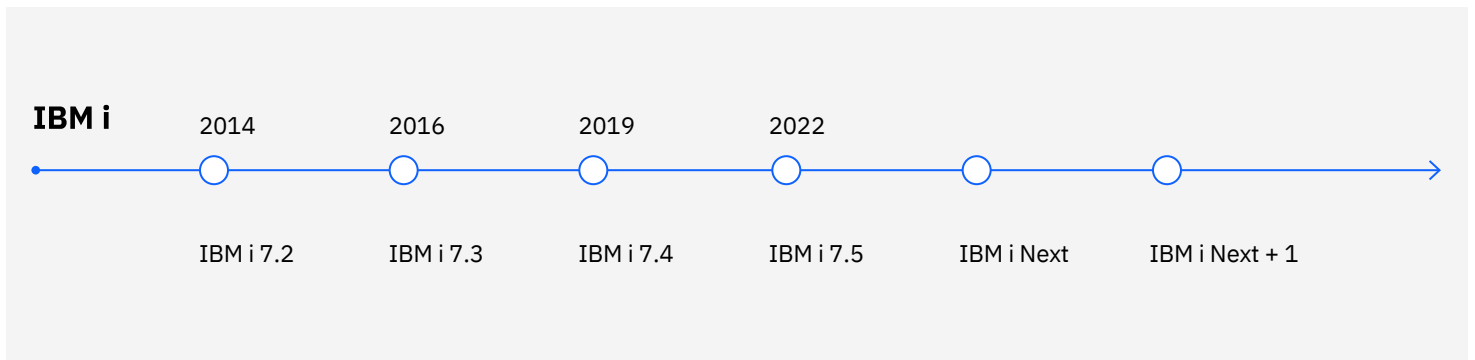 IBM i
2014 2016 2019 2022
IBM i 7.2 IBM i 7.3 IBM i 7.4 IBM i 7.5 IBM i Next IBM i Next + 1